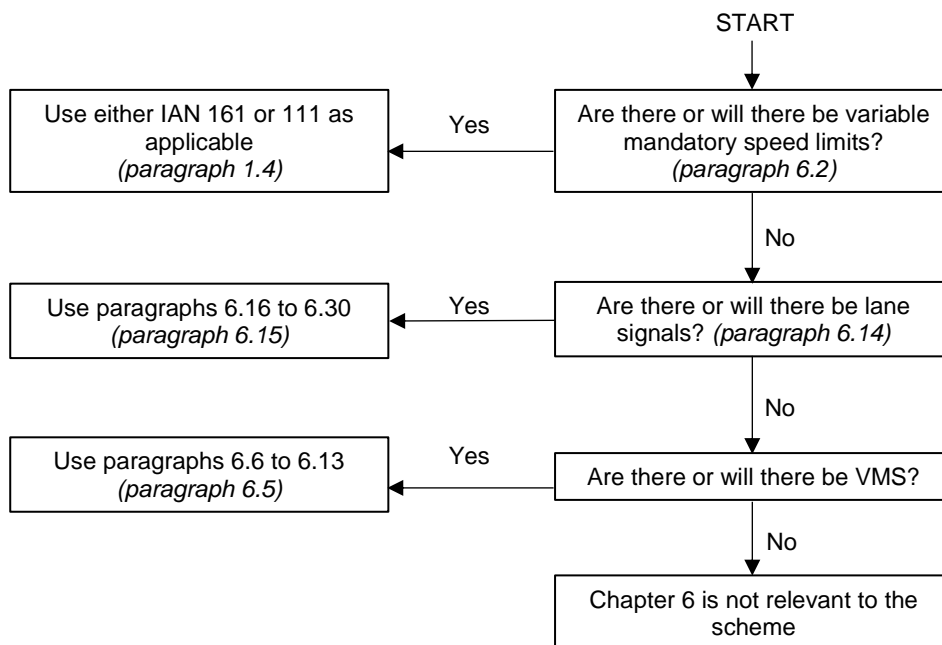 START
Are there or will there be variable
mandatory speed limits?
(paragraph 6.2)
Yes
Use either IAN 161 or 111 as
applicable
(paragraph 1.4)
No
Are there or will there be lane
signals? (paragraph 6.14)
Yes
Use paragraphs 6.16 to 6.30
(paragraph 6.15)
No
Are there or will there be VMS?
Yes
Use paragraphs 6.6 to 6.13
(paragraph 6.5)
No
Chapter 6 is not relevant to the
scheme